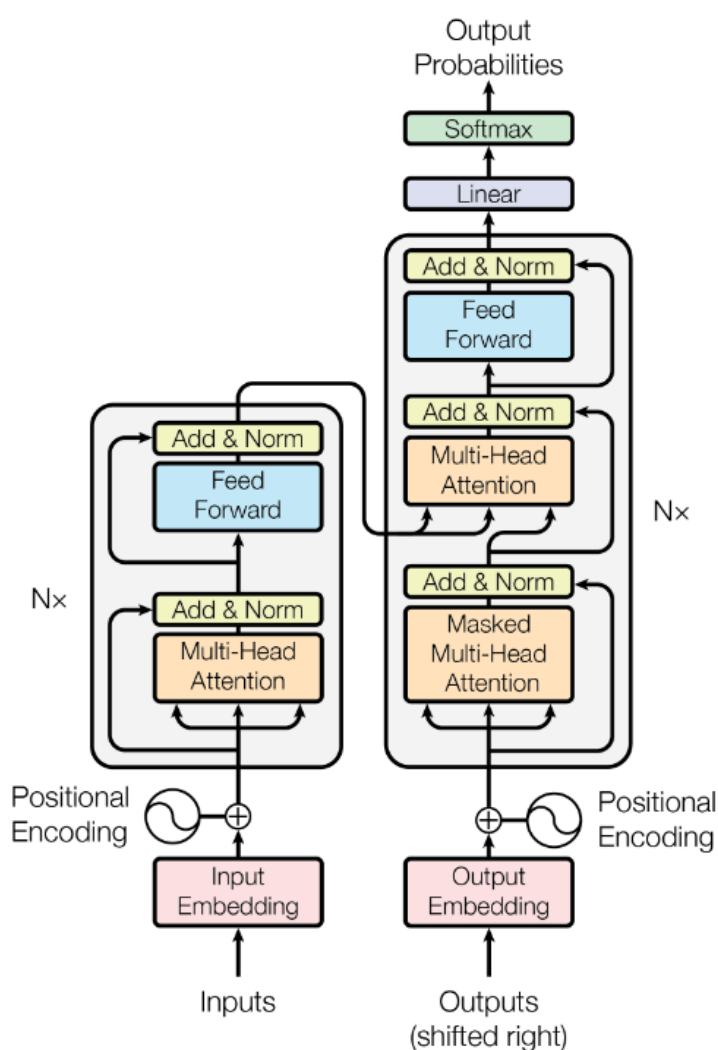 Output
Probabilities
Softmax
Linear
Add & Norm
Feed
Forward
Add & Norm
Multi-Head
Attention
Add & Norm
Masked
Multi-Head
Attention
N×
Add & Norm
Feed
Forward
Add & Norm
Multi-Head
Attention
N×
Positional
Encoding
Positional
Encoding
Input
Embedding
Output
Embedding
Inputs
Outputs
(shifted right)